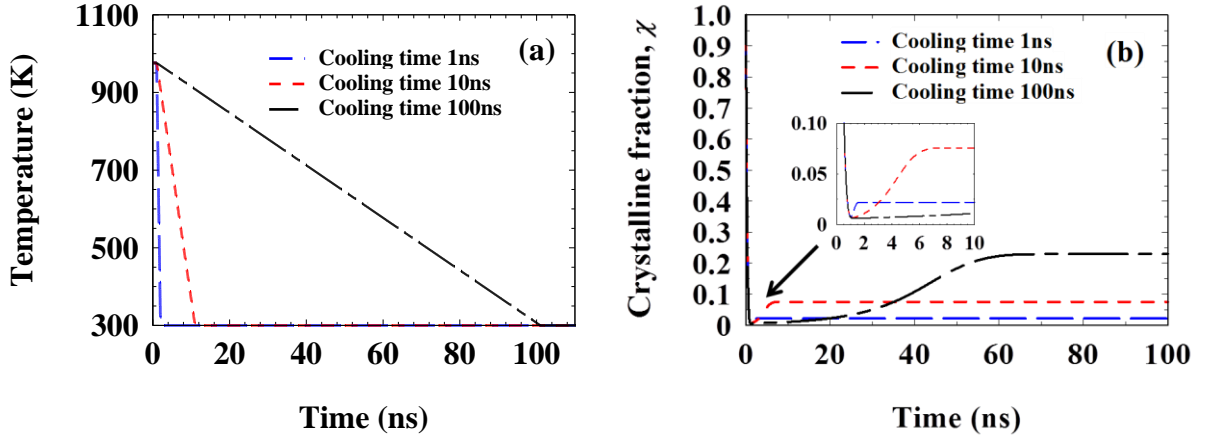 (a)
Temperature (K)
1100
900
700
500
300
Cooling time 1ns
Cooling time 10ns
Cooling time 100ns
0 20 40 60 80 100
Time (ns)
(b)
Crystalline fraction, χ
1.0
0.9
0.8
0.7
0.6
0.5
0.4
0.3
0.2
0.1
0
Cooling time 1ns
Cooling time 10ns
Cooling time 100ns
0.10
0.05
0
0 2 4 6 8 10
0 20 40 60 80 100
Time (ns)